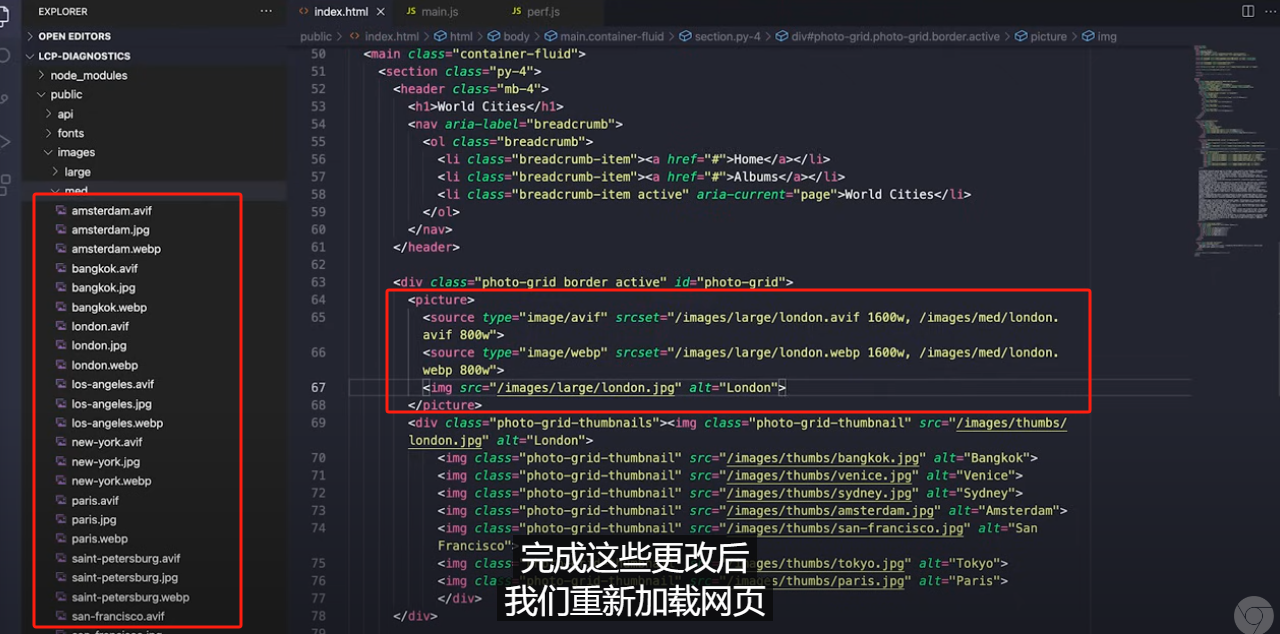 EXPLORER
OPEN EDITORS
LCP-DIAGNOSTICS
node_modules
public
api
fonts
images
large
med
amsterdam.avif
amsterdam.jpg
amsterdam.webp
bangkok.avif
bangkok.jpg
bangkok.webp
london.avif
london.jpg
london.webp
los-angeles.avif
los-angeles.jpg
los-angeles.webp
new-york.avif
new-york.jpg
new-york.webp
paris.avif
paris.jpg
paris.webp
saint-petersburg.avif
saint-petersburg.jpg
saint-petersburg.webp
san-francisco.avif
san-francisco.jpg
index.html
JS main.js
JS perf.js
public > index.html > html > body > main.container-fluid > section.py-4 > div#photo-grid.photo-grid.border.active > picture > img
50 <main class="container-fluid">
51 <section class="py-4">
52 <header class="mb-4">
53 <h1>World Cities</h1>
54 <nav aria-label="breadcrumb">
55 <ol class="breadcrumb">
56 <li class="breadcrumb-item"><a href="#">Home</a></li>
57 <li class="breadcrumb-item"><a href="#">Albums</a></li>
58 <li class="breadcrumb-item active" aria-current="page">World Cities</li>
59 </ol>
60 </nav>
61 </header>
62
63 <div class="photo-grid border active" id="photo-grid">
64 <picture>
65 <source type="image/avif" srcset="/images/large/london.avif 1600w, /images/med/london.
avif 800w">
66 <source type="image/webp" srcset="/images/large/london.webp 1600w, /images/med/london.
webp 800w">
67 <img src="/images/large/london.jpg" alt="London">
68 </picture>
69 <div class="photo-grid-thumbnails"><img class="photo-grid-thumbnail" src="/images/thumbs/
london.jpg" alt="London">
70 <img class="photo-grid-thumbnail" src="/images/thumbs/bangkok.jpg" alt="Bangkok">
71 <img class="photo-grid-thumbnail" src="/images/thumbs/venice.jpg" alt="Venice">
72 <img class="photo-grid-thumbnail" src="/images/thumbs/sydney.jpg" alt="Sydney">
73 <img class="photo-grid-thumbnail" src="/images/thumbs/amsterdam.jpg" alt="Amsterdam">
74 <img class="photo-grid-thumbnail" src="/images/thumbs/san-francisco.jpg" alt="San
Francisco"
75 <img cla images/thumbs/tokyo.jpg" alt="Tokyo">
76 <img cla images/thumbs/paris.jpg" alt="Paris">
77 </div>
78 </div>
79
完成这些更改后
我们重新加载网页